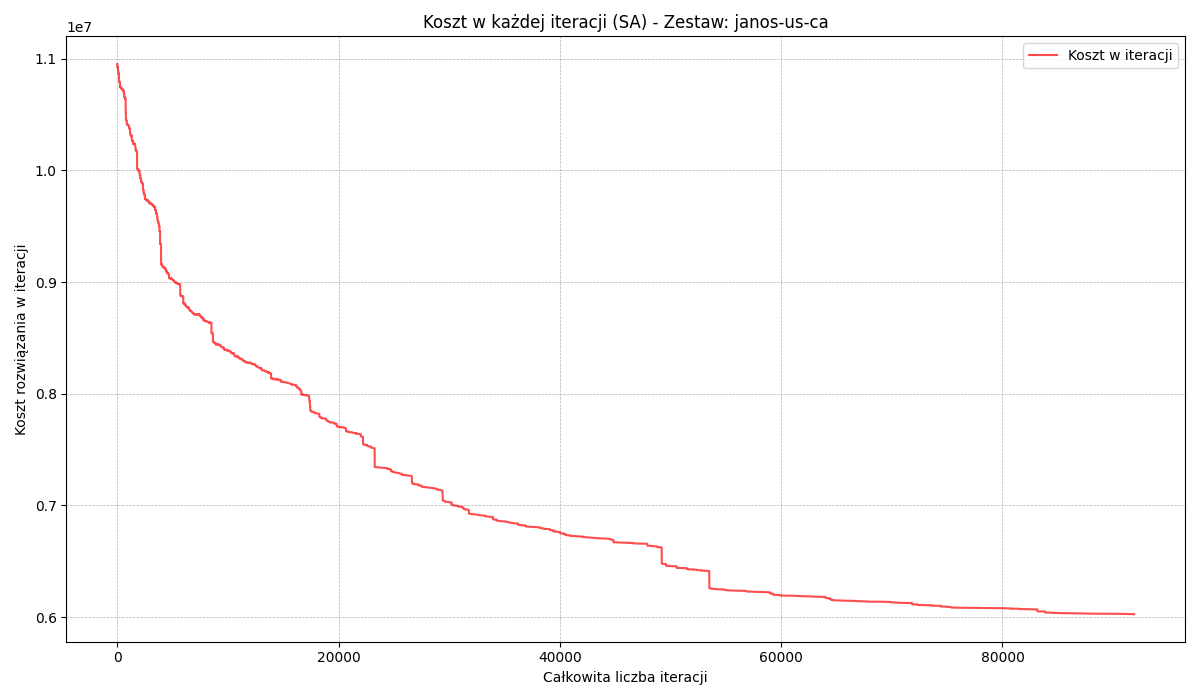 Koszt w każdej iteracji (SA) - Zestaw: janos-us-ca
1e7
Koszt w iteracji
1.1
1.0
0.9
0.8
0.7
0.6
Koszt rozwiązania w iteracji
0 20000 40000 60000 80000
Całkowita liczba iteracji